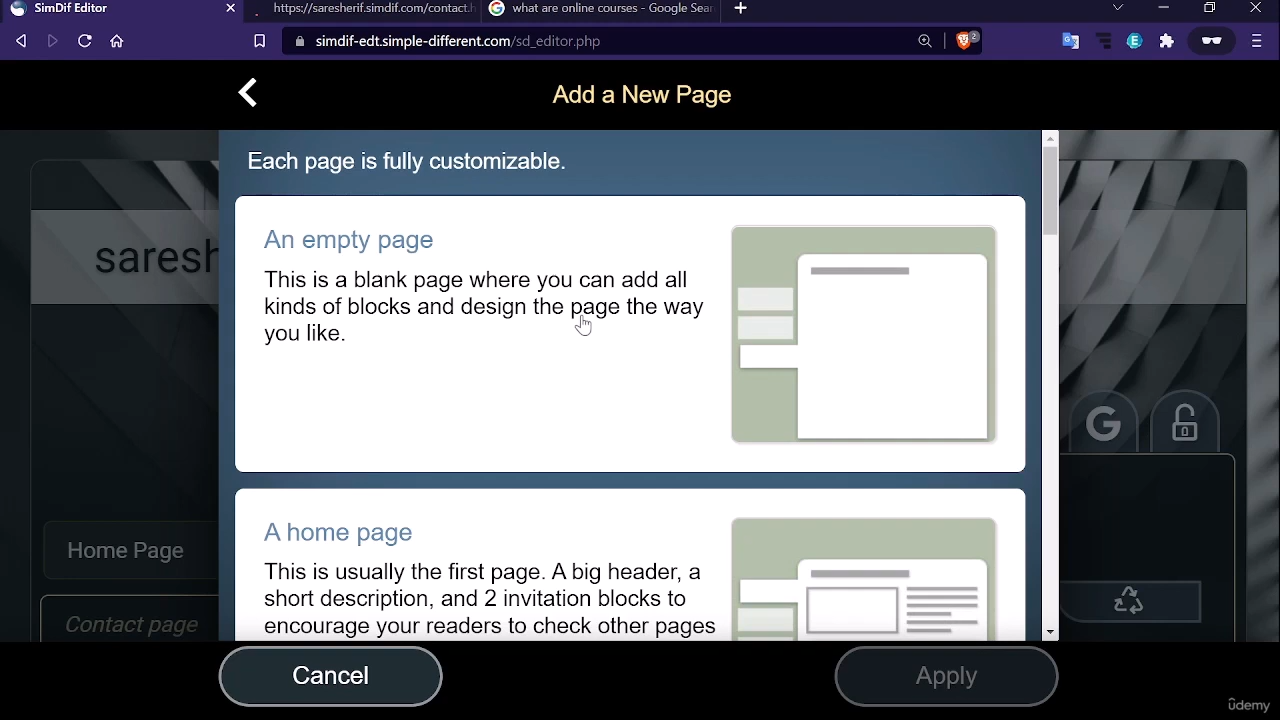 SimDif Editor
https://saresherif.simdif.com/contact.h
what are online courses - Google Sear
simdif-edt.simple-different.com/sd_editor.php
2
E
Add a New Page
Each page is fully customizable.
saresh
An empty page
This is a blank page where you can add all
kinds of blocks and design the page the way
you like.
G
Home Page
A home page
This is usually the first page. A big header, a
short description, and 2 invitation blocks to
encourage your readers to check other pages
Contact page
Cancel
Apply
ûdemy